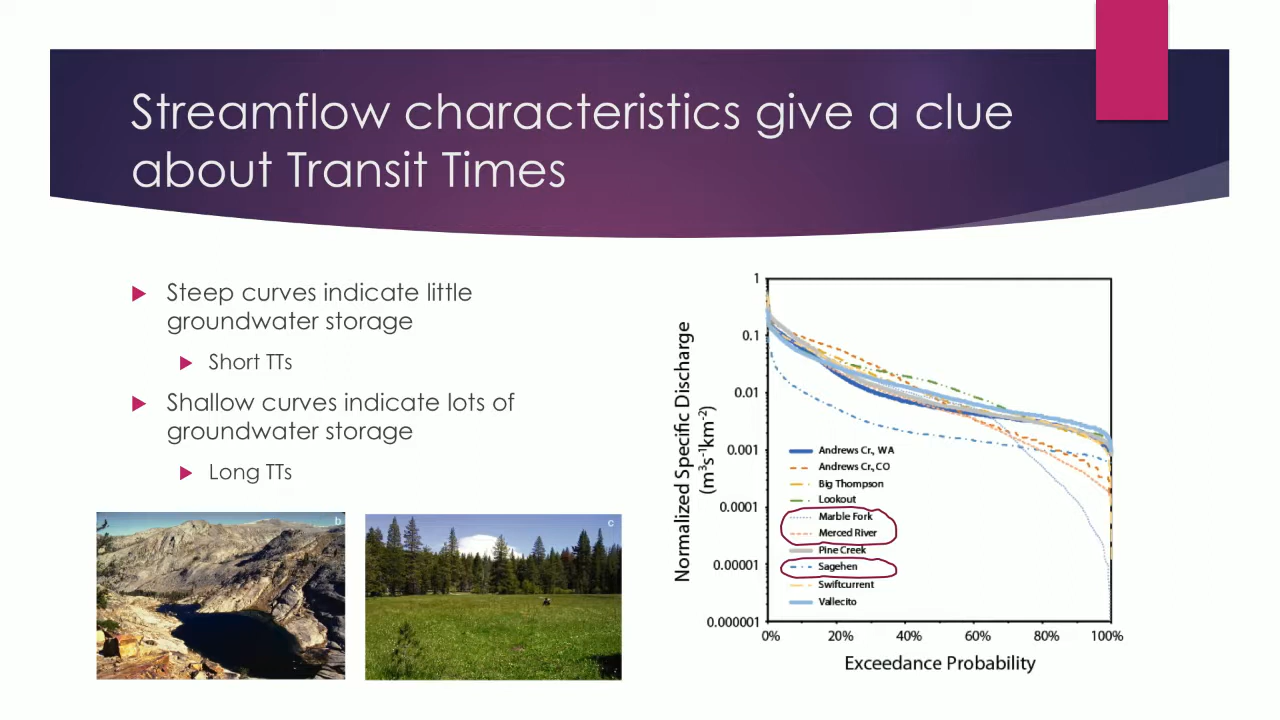 Streamflow characteristics give a clue
about Transit Times
Steep curves indicate little
groundwater storage
Short TTs
Shallow curves indicate lots of
groundwater storage
Long TTs
b
c
Normalized Specific Discharge
(m³s⁻¹km⁻²)
1
0.1
0.01
0.001
0.0001
0.00001
0.000001
Andrews Cr., WA
Andrews Cr., CO
Big Thompson
Lookout
Marble Fork
Merced River
Pine Creek
Sagehen
Swiftcurrent
Vallecito
0% 20% 40% 60% 80% 100%
Exceedance Probability